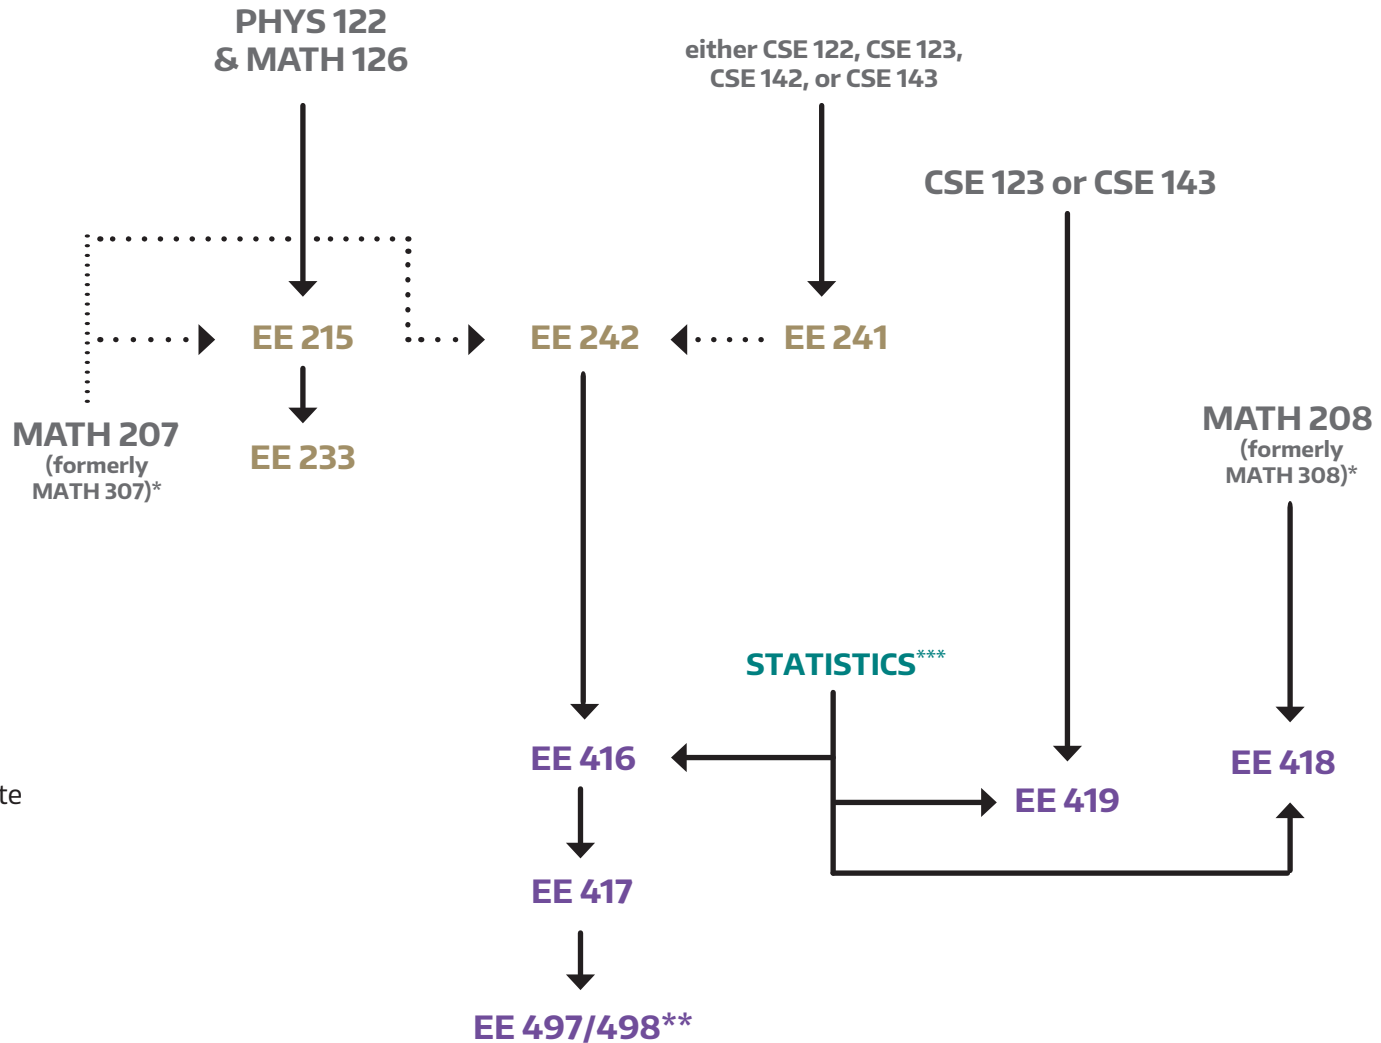 PHYS 122
& MATH 126
either CSE 122, CSE 123,
CSE 142, or CSE 143
CSE 123 or CSE 143
EE 215
EE 242
EE 241
MATH 207
(formerly
MATH 307)*
EE 233
MATH 208
(formerly
MATH 308)*
STATISTICS***
EE 416
EE 418
te
EE 419
EE 417
EE 497/498**